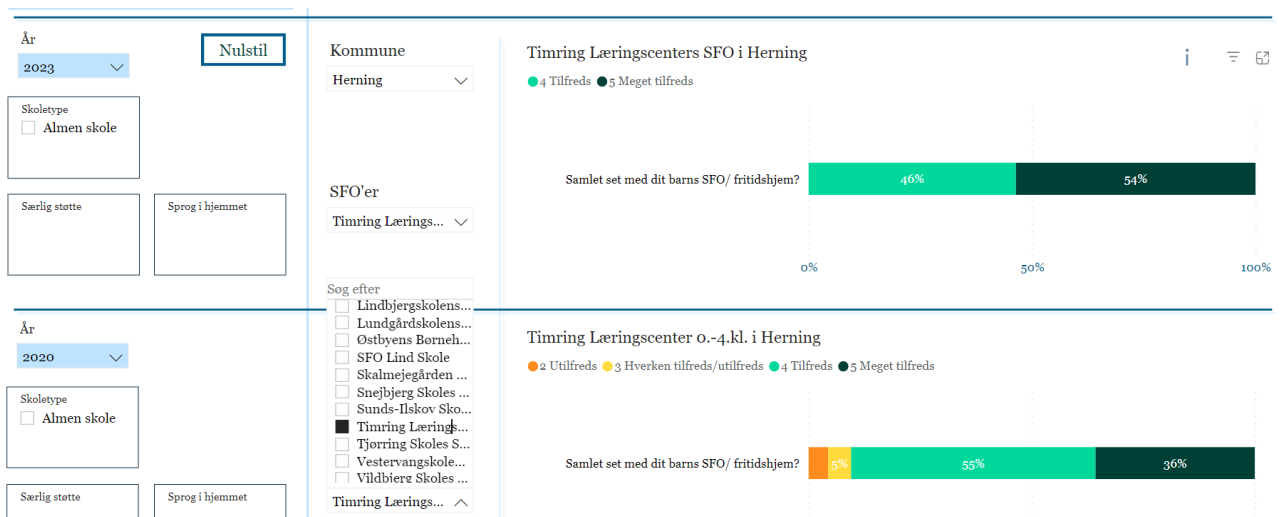 År
2023
Nulstil
Skoletype
Almen skole
Særlig støtte
Sprog i hjemmet
Kommune
Herning
SFO'er
Timring Lærings...
Timring Læringscenters SFO i Herning
i
4 Tilfreds 5 Meget tilfreds
Samlet set med dit barns SFO/ fritidshjem?
46%
54%
0%
50%
100%
År
2020
Skoletype
Almen skole
Særlig støtte
Sprog i hjemmet
Søg efter
Lindbjergskolens...
Lundgårdskolens...
Østbyens Børneh...
SFO Lind Skole
Skalmejegården ...
Snejbjerg Skoles ...
Sunds-Ilskov Sko...
Timring Lærings...
Tjørring Skoles S...
Vestervangskole...
Vildbjerg Skoles ...
Timring Lærings...
Timring Læringscenter 0.-4.kl. i Herning
2 Utilfreds 3 Hverken tilfreds/utilfreds 4 Tilfreds 5 Meget tilfreds
Samlet set med dit barns SFO/ fritidshjem?
5%
55%
36%